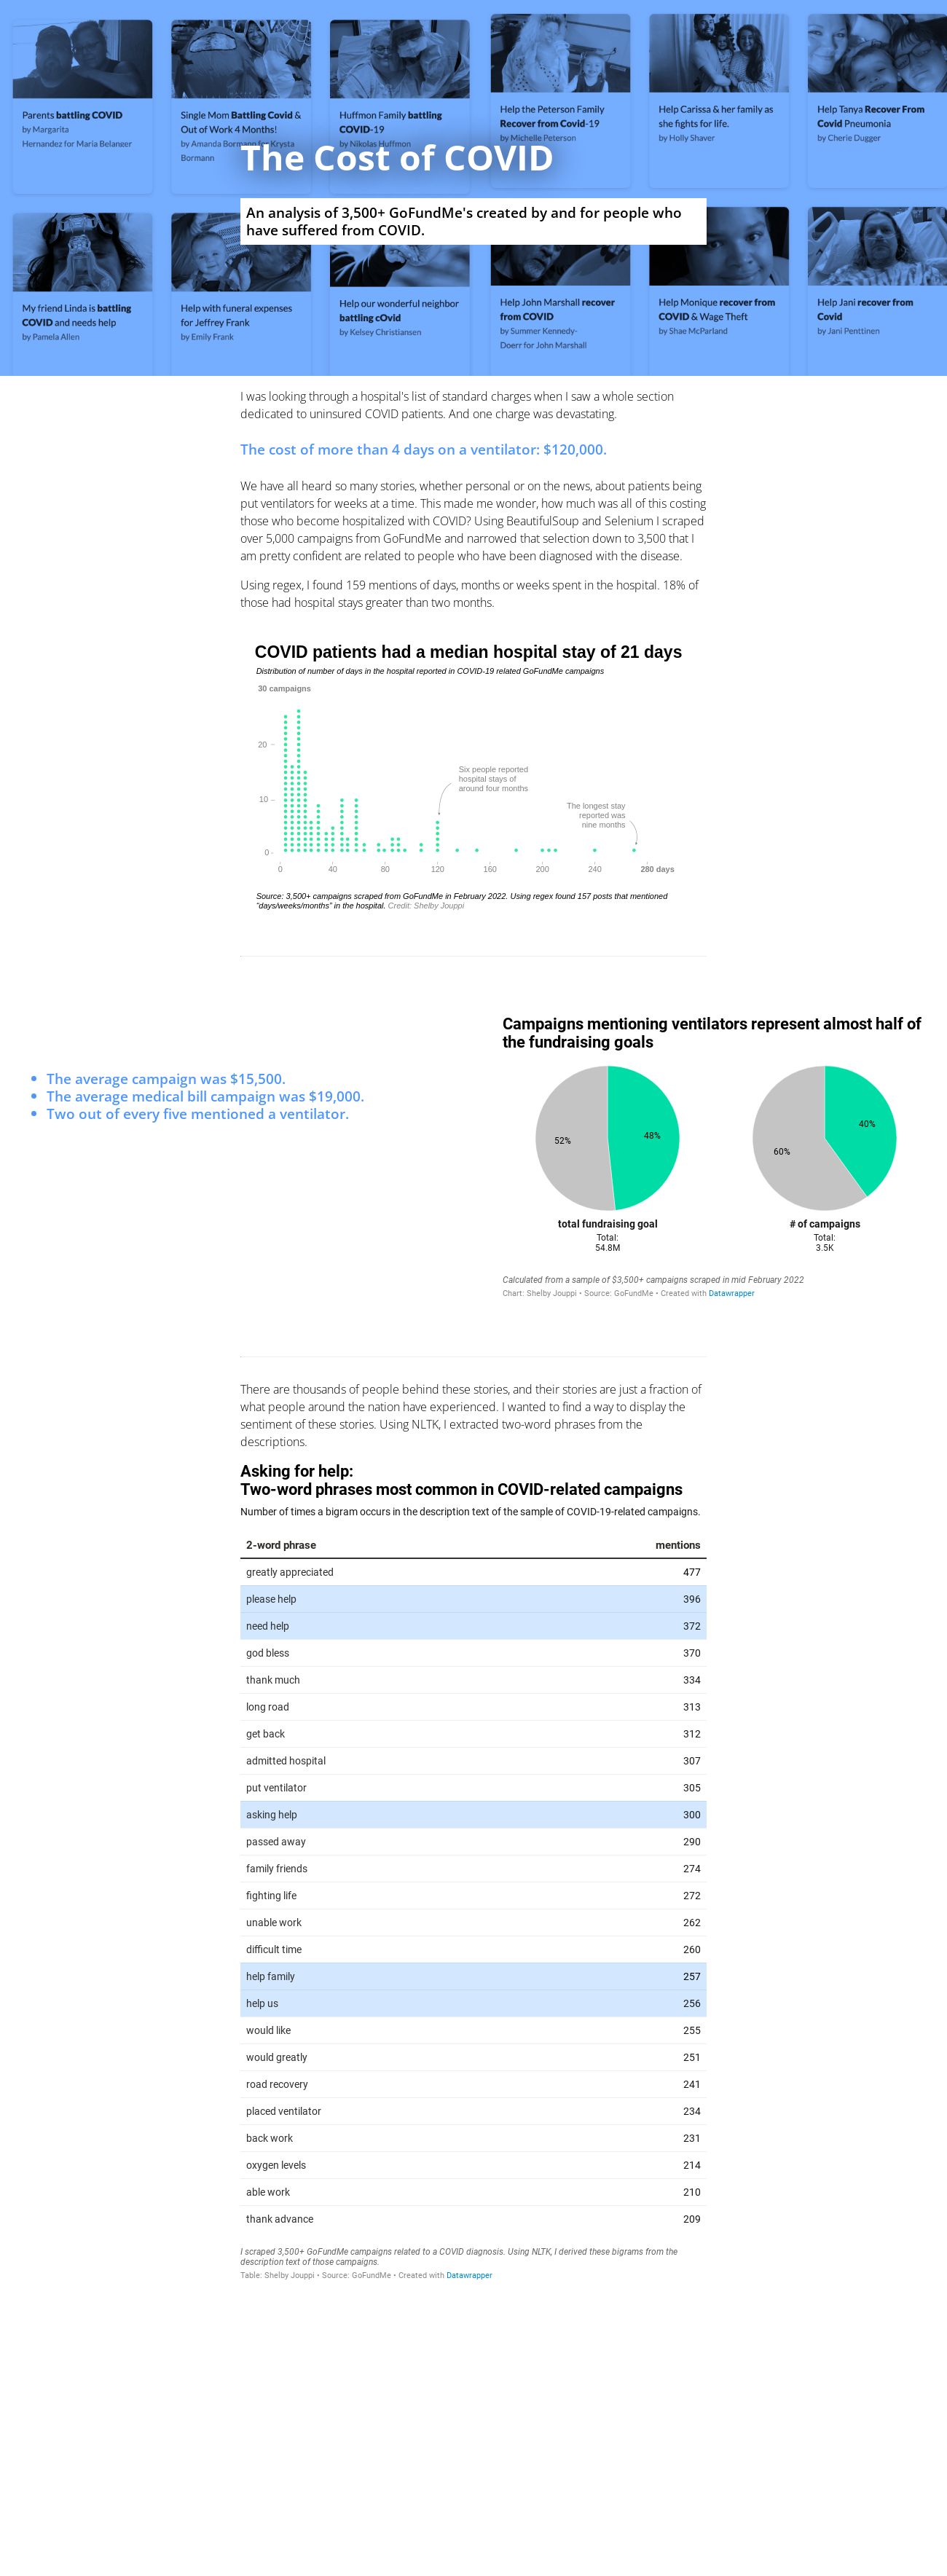 Parents battling COVID
by Margarita
Hernandez for Maria Belanger
Single Mom Battling Covid &
Out of Work 4 Months!
by Amanda Bormann for Krysta
Bormann
Huffmon Family battling
COVID-19
by Nikolas Huffmon
Help the Peterson Family
Recover from Covid-19
by Michelle Peterson
Help Carissa & her family as
she fights for life.
by Holly Shaver
Help Tanya Recover From
Covid Pneumonia
by Cherie Dugger
The Cost of COVID
An analysis of 3,500+ GoFundMe's created by and for people who
have suffered from COVID.
My friend Linda is battling
COVID and needs help
by Pamela Allen
Help with funeral expenses
for Jeffrey Frank
by Emily Frank
Help our wonderful neighbor
battling cOvid
by Kelsey Christiansen
Help John Marshall recover
from COVID
by Summer Kennedy-
Doerr for John Marshall
Help Monique recover from
COVID & Wage Theft
by Shae McParland
Help Jani recover from
Covid
by Jani Penttinen
I was looking through a hospital's list of standard charges when I saw a whole section
dedicated to uninsured COVID patients. And one charge was devastating.
The cost of more than 4 days on a ventilator: $120,000.
We have all heard so many stories, whether personal or on the news, about patients being
put ventilators for weeks at a time. This made me wonder, how much was all of this costing
those who become hospitalized with COVID? Using BeautifulSoup and Selenium I scraped
over 5,000 campaigns from GoFundMe and narrowed that selection down to 3,500 that I
am pretty confident are related to people who have been diagnosed with the disease.
Using regex, I found 159 mentions of days, months or weeks spent in the hospital. 18% of
those had hospital stays greater than two months.
COVID patients had a median hospital stay of 21 days
Distribution of number of days in the hospital reported in COVID-19 related GoFundMe campaigns
30 campaigns
20
10
0
Six people reported
hospital stays of
around four months
The longest stay
reported was
nine months
0 40 80 120 160 200 240 280 days
Source: 3,500+ campaigns scraped from GoFundMe in February 2022. Using regex found 157 posts that mentioned
"days/weeks/months" in the hospital. Credit: Shelby Jouppi
The average campaign was $15,500.
The average medical bill campaign was $19,000.
Two out of every five mentioned a ventilator.
Campaigns mentioning ventilators represent almost half of
the fundraising goals
52% 48%
60% 40%
total fundraising goal
Total:
54.8M
# of campaigns
Total:
3.5K
Calculated from a sample of $3,500+ campaigns scraped in mid February 2022
Chart: Shelby Jouppi • Source: GoFundMe • Created with Datawrapper
There are thousands of people behind these stories, and their stories are just a fraction of
what people around the nation have experienced. I wanted to find a way to display the
sentiment of these stories. Using NLTK, I extracted two-word phrases from the
descriptions.
Asking for help:
Two-word phrases most common in COVID-related campaigns
Number of times a bigram occurs in the description text of the sample of COVID-19-related campaigns.
2-word phrase mentions
greatly appreciated 477
please help 396
need help 372
god bless 370
thank much 334
long road 313
get back 312
admitted hospital 307
put ventilator 305
asking help 300
passed away 290
family friends 274
fighting life 272
unable work 262
difficult time 260
help family 257
help us 256
would like 255
would greatly 251
road recovery 241
placed ventilator 234
back work 231
oxygen levels 214
able work 210
thank advance 209
I scraped 3,500+ GoFundMe campaigns related to a COVID diagnosis. Using NLTK, I derived these bigrams from the
description text of those campaigns.
Table: Shelby Jouppi • Source: GoFundMe • Created with Datawrapper